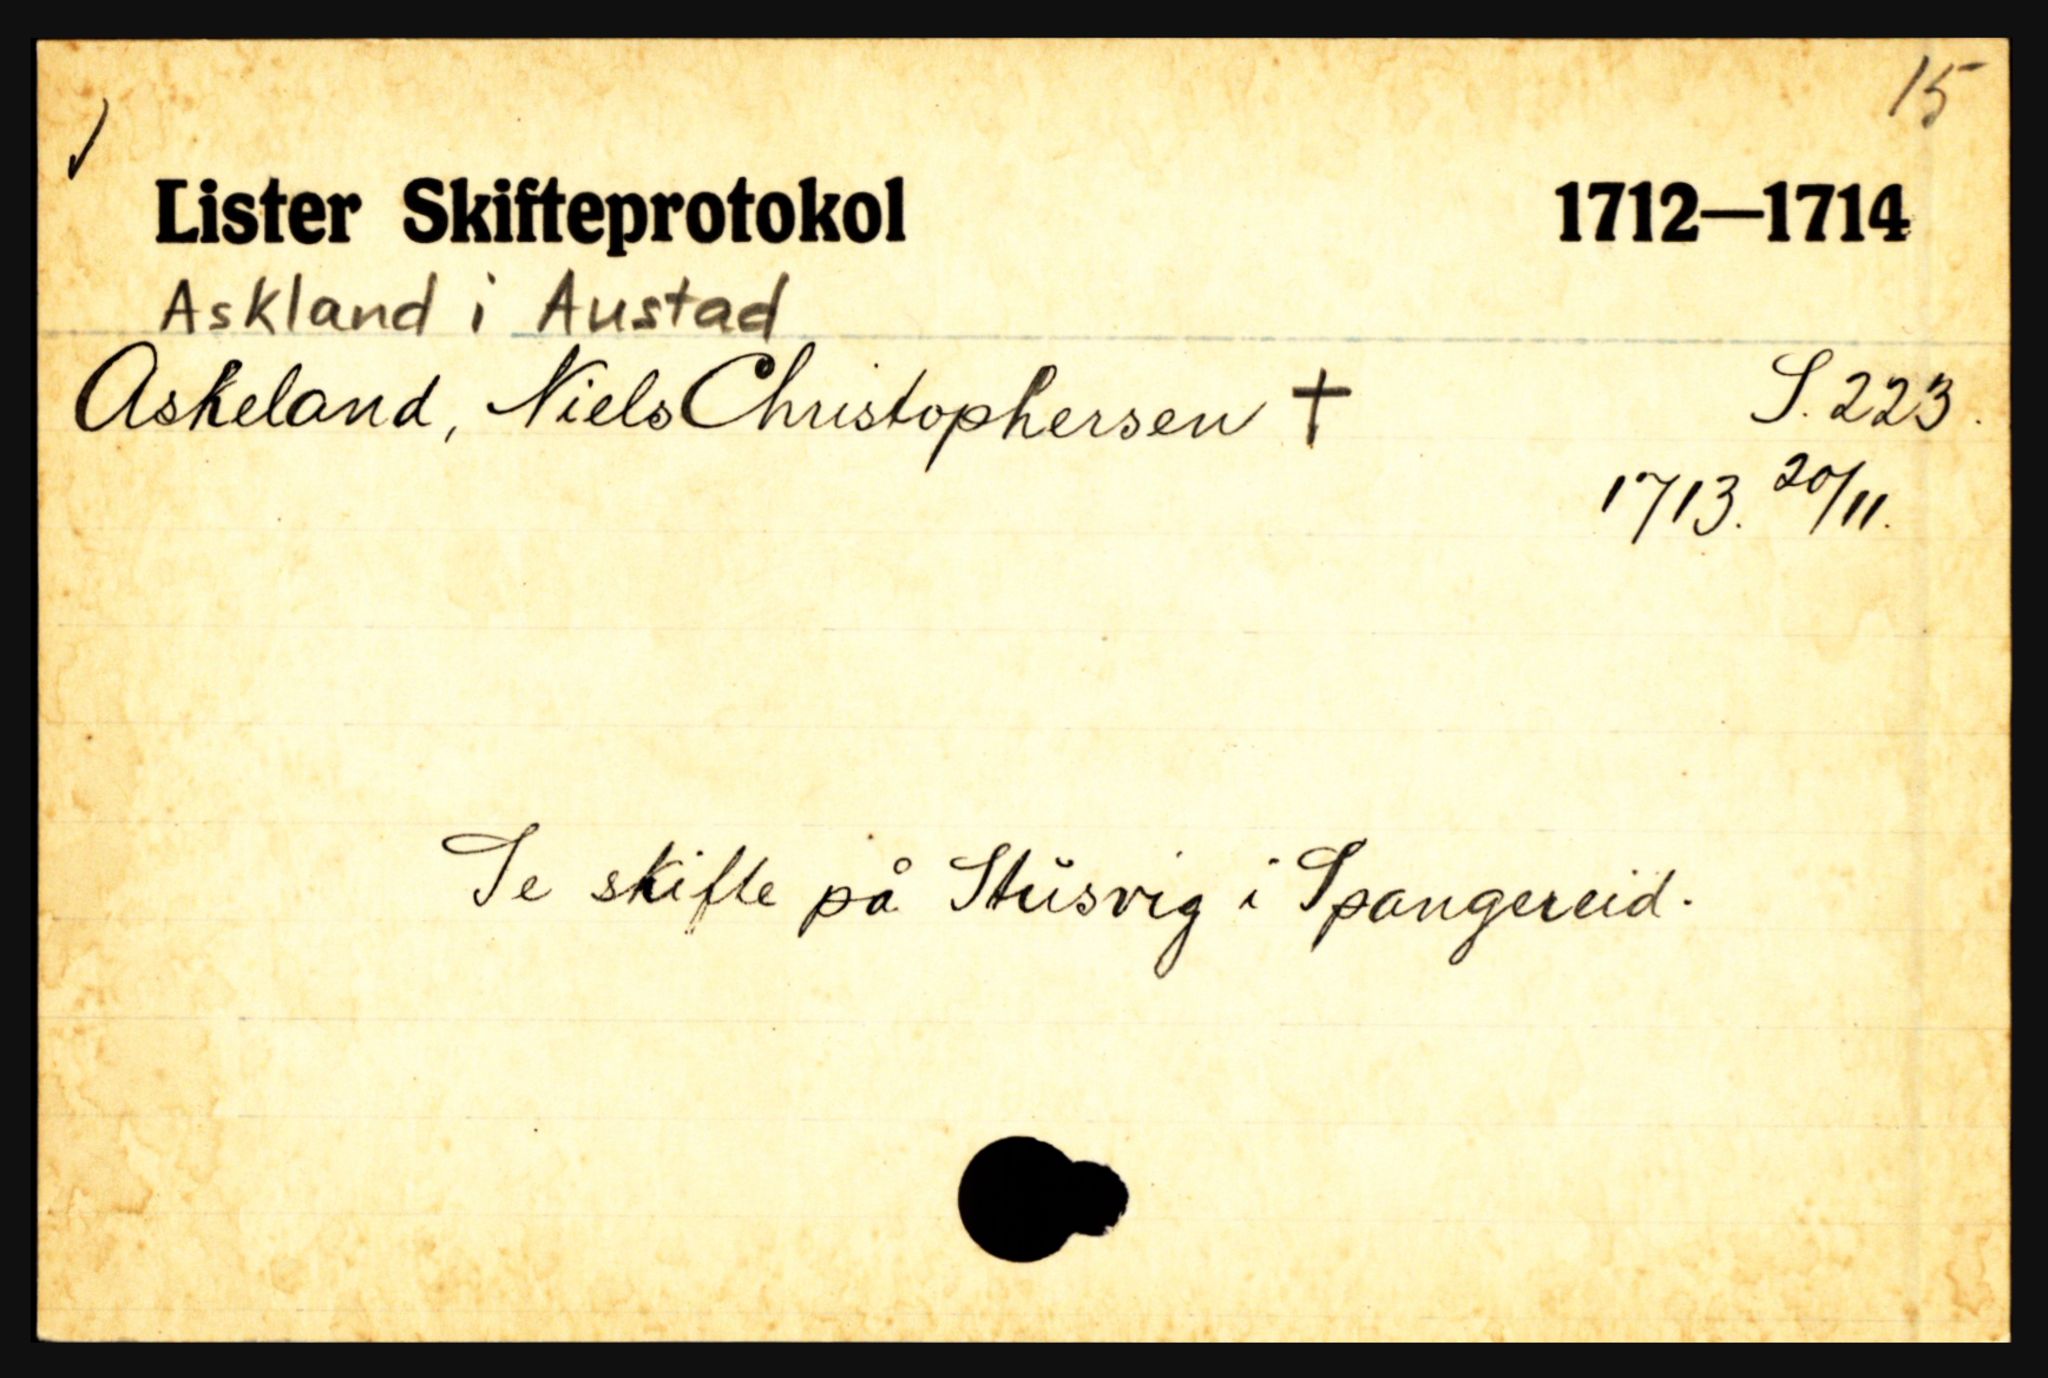 15
Lister Skifteprotokol 1712—1714
Askland i Austad
Askeland, Niels Christophersen † S. 223.
1713. 20/11.
Se skifte på Stusvig i Spangereid.